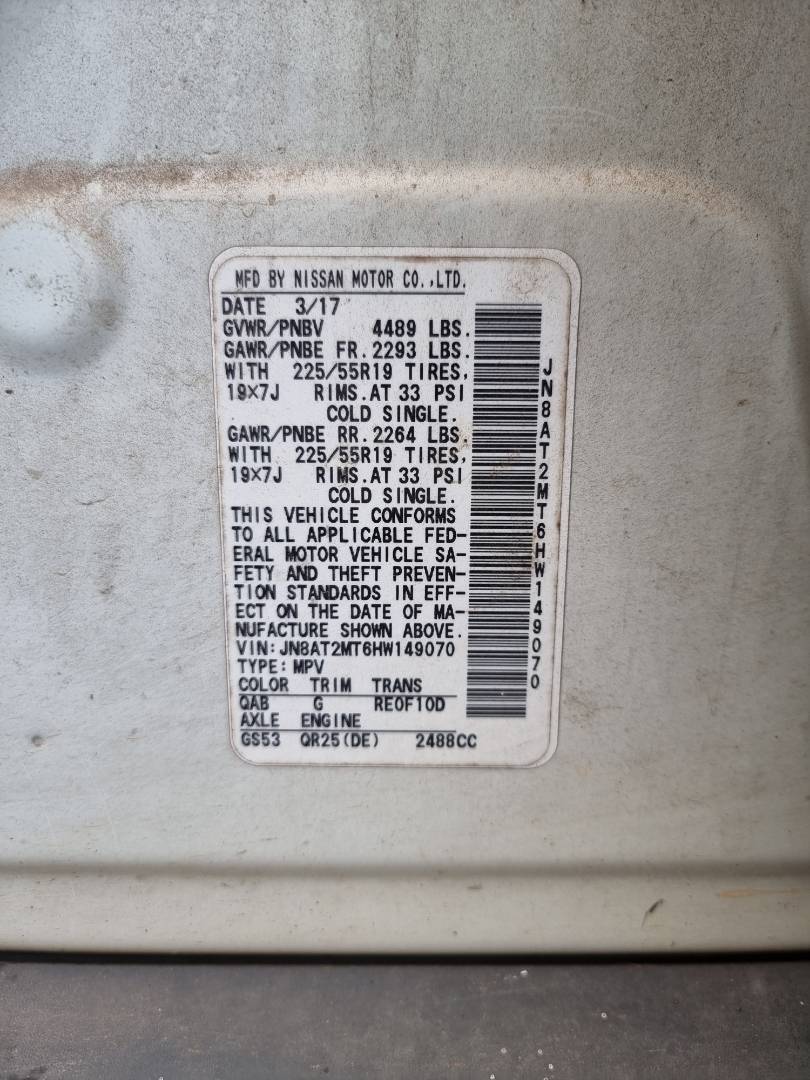 MFD BY NISSAN MOTOR CO.,LTD.
DATE 3/17
GVWR/PNBV 4489 LBS.
GAWR/PNBE FR.2293 LBS.
WITH 225/55R19 TIRES,
19×7J RIMS.AT 33 PSI
COLD SINGLE.
GAWR/PNBE RR.2264 LBS.
WITH 225/55R19 TIRES,
19×7J RIMS.AT 33 PSI
COLD SINGLE.
THIS VEHICLE CONFORMS
TO ALL APPLICABLE FED-
ERAL MOTOR VEHICLE SA-
FETY AND THEFT PREVEN-
TION STANDARDS IN EFF-
ECT ON THE DATE OF MA-
NUFACTURE SHOWN ABOVE.
VIN:JN8AT2MT6HW149070
TYPE:MPV
COLOR TRIM TRANS
QAB G RE0F10D
AXLE ENGINE
GS53 QR25(DE) 2488CC
JN8AT2MT6HW149070